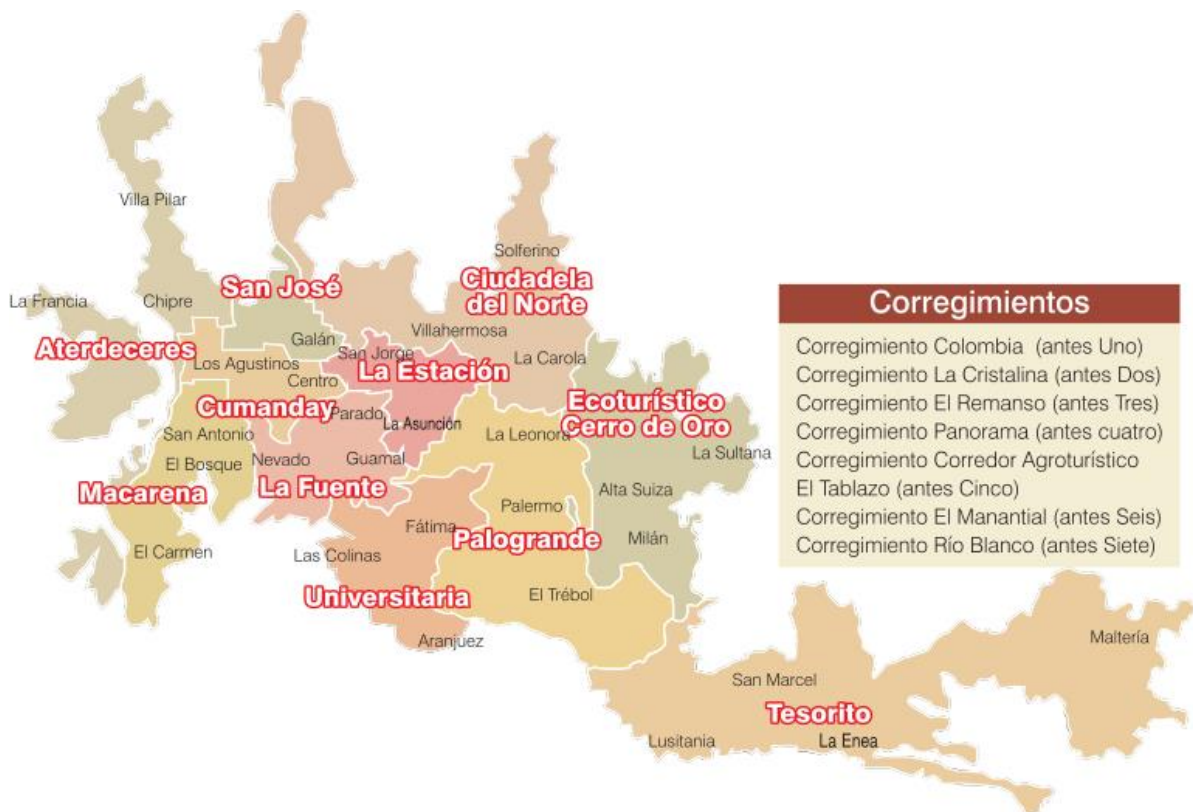 Villa Pilar
Solferino
San José
Ciudadela
del Norte
La Francia
Chipre
Villahermosa
Galán
San Jorge
Aterdeceres
Los Agustinos
La Estación
La Carola
Centro
Cumanday
Parado
La Asunción
Ecoturístico
Cerro de Oro
San Antonio
La Leonora
La Sultana
El Bosque
Nevado
Guamal
Macarena
La Fuente
Alta Suiza
Palermo
Fátima
Palogrande
Milán
El Carmen
Las Colinas
Universitaria
El Trébol
Aranjuez
Maltería
San Marcel
Tesorito
Lusitania
La Enea
Corregimientos
Corregimiento Colombia (antes Uno)
Corregimiento La Cristalina (antes Dos)
Corregimiento El Remanso (antes Tres)
Corregimiento Panorama (antes cuatro)
Corregimiento Corredor Agroturístico
El Tablazo (antes Cinco)
Corregimiento El Manantial (antes Seis)
Corregimiento Río Blanco (antes Siete)